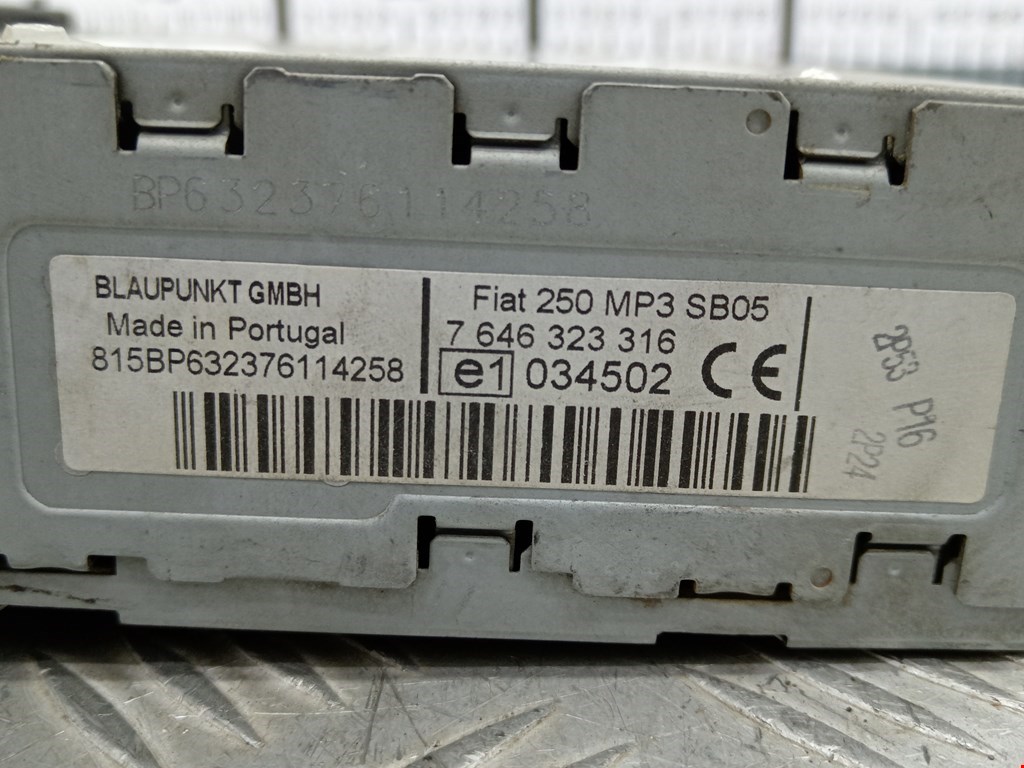 BP632376114258
BLAUPUNKT GMBH
Made in Portugal
815BP632376114258
Fiat 250 MP3 SB05
7 646 323 316
e1 034502 CE
2P53 P16
2P24